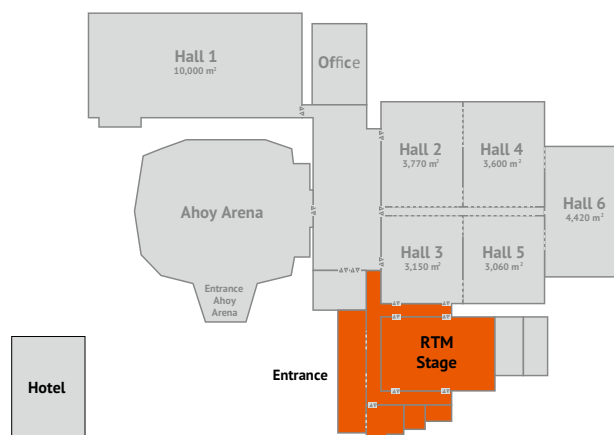 Hall 1
10,000 m²
Office
Hall 2
3,770 m²
Hall 4
3,600 m²
Hall 6
4,420 m²
Ahoy Arena
Hall 3
3,150 m²
Hall 5
3,060 m²
Entrance
Ahoy
Arena
RTM
Stage
Entrance
Hotel